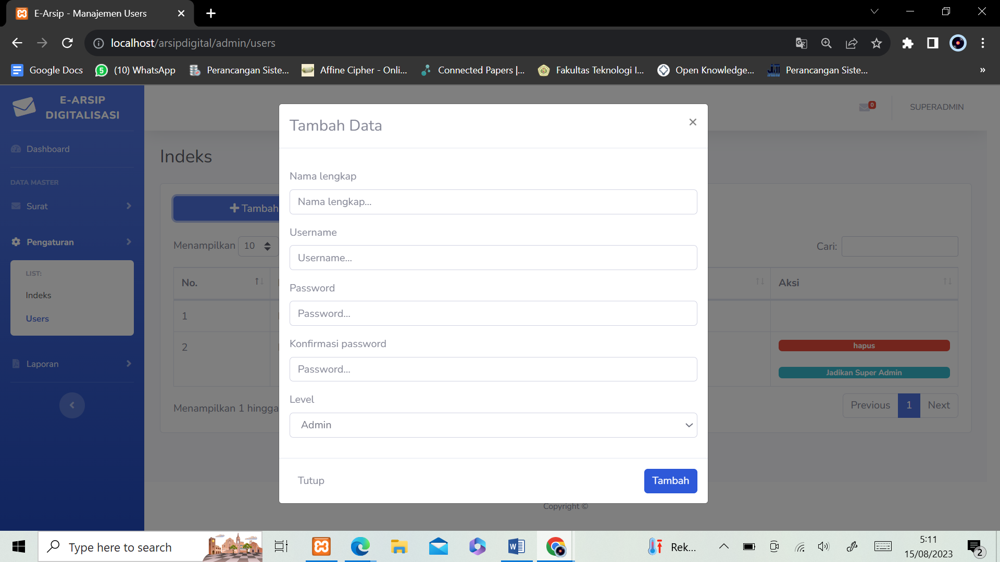 E-Arsip - Manajemen Users
localhost/arsipdigital/admin/users
Google Docs
5
(10) WhatsApp
Perancangan Siste...
Affine Cipher - Onli...
Connected Papers |...
Fakultas Teknologi I...
Open Knowledge...
Perancangan Siste...
»
E-ARSIP
DIGITALISASI
0
SUPERADMIN
Dashboard
DATA MASTER
Surat
Pengaturan
LIST:
Indeks
Users
Laporan
Indeks
Tambah
Menampilkan 10
Cari:
No.
Aksi
1
2
hapus
Jadikan Super Admin
Menampilkan 1 hingga
Previous 1 Next
Copyright ©
Tambah Data
×
Nama lengkap
Nama lengkap...
Username
Username...
Password
Password...
Konfirmasi password
Password...
Level
Admin
Tutup
Tambah
Type here to search
Rek...
5:11
15/08/2023
2